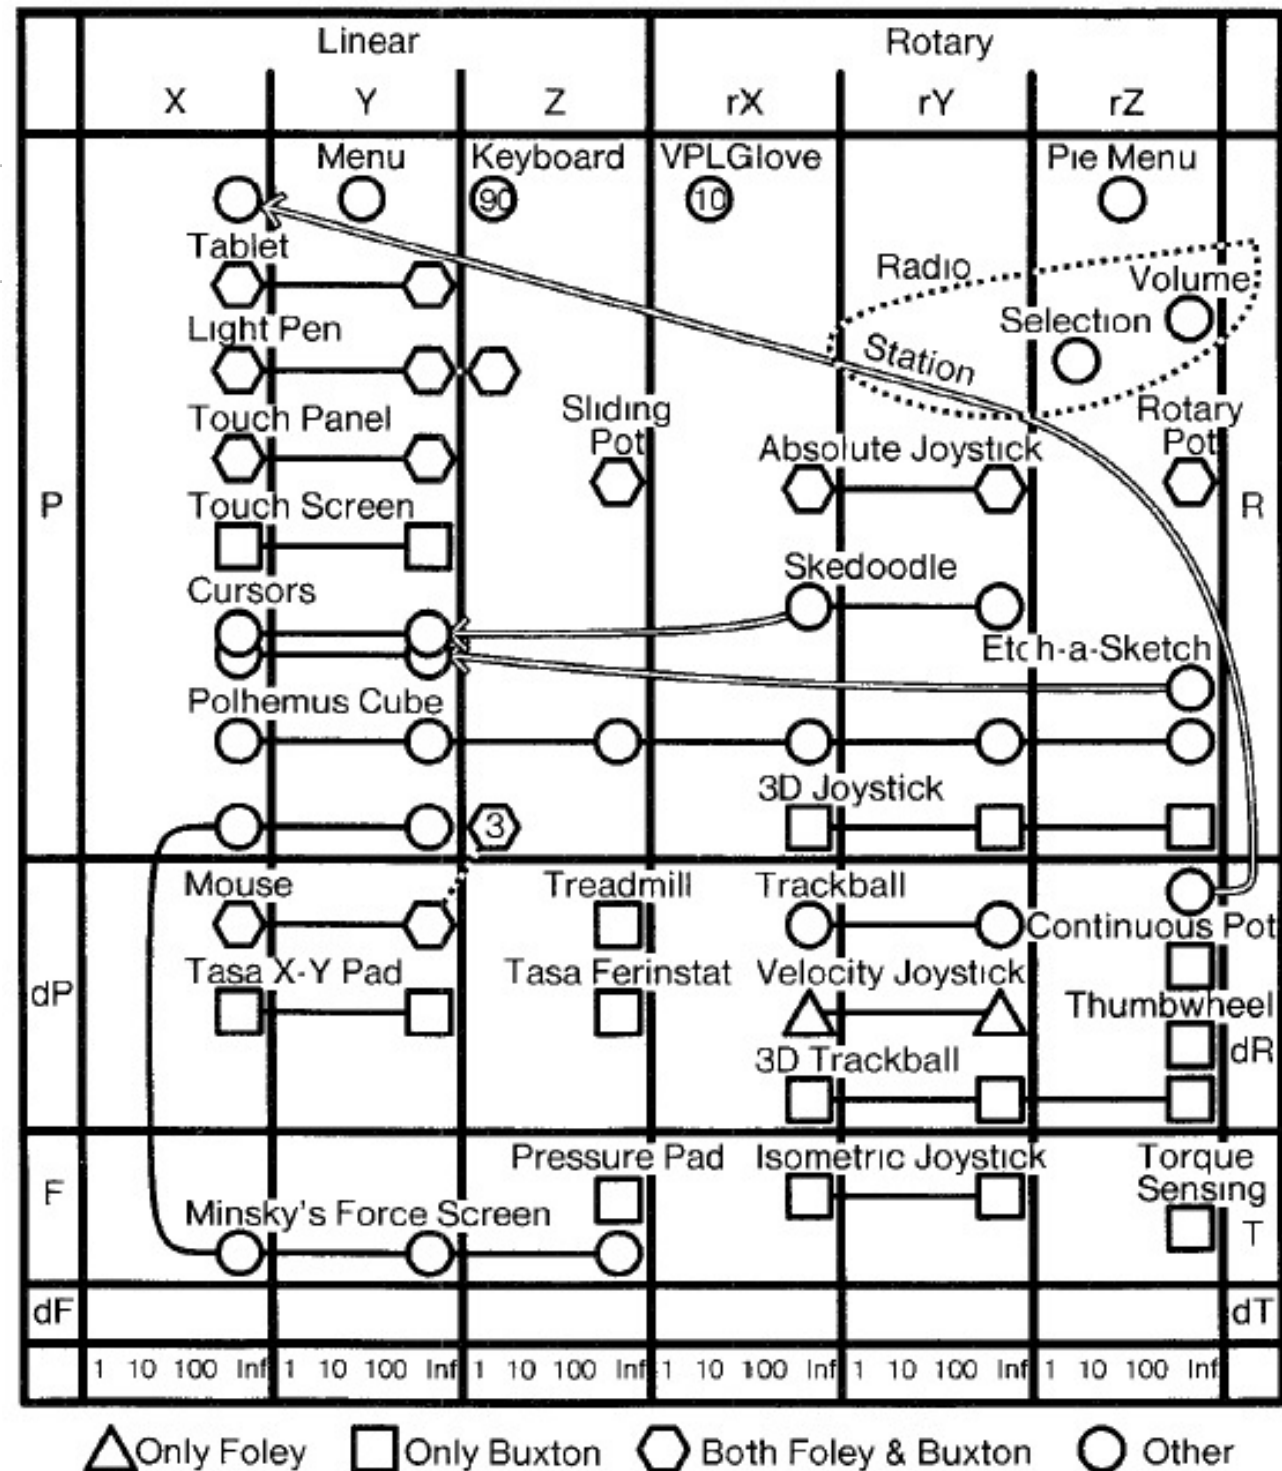 Linear Rotary
X Y Z rX rY rZ
Menu Keyboard VPLGlove Pie Menu
90 10
Tablet
Radio
Volume
Light Pen
Selection
Station
Sliding
Pot
Rotary
Pot
Touch Panel
Absolute Joystick
P
R
Touch Screen
Skedoodle
Cursors
Etch-a-Sketch
Polhemus Cube
3D Joystick
3
Mouse Treadmill Trackball
Continuous Pot
Tasa X-Y Pad Tasa Ferinstat Velocity Joystick
dP
Thumbwheel
3D Trackball
dR
Pressure Pad Isometric Joystick Torque
Sensing
F
Minsky's Force Screen
T
dF dT
1 10 100 Inf 1 10 100 Inf 1 10 100 Inf 1 10 100 Inf 1 10 100 Inf 1 10 100 Inf
Only Foley Only Buxton Both Foley & Buxton Other